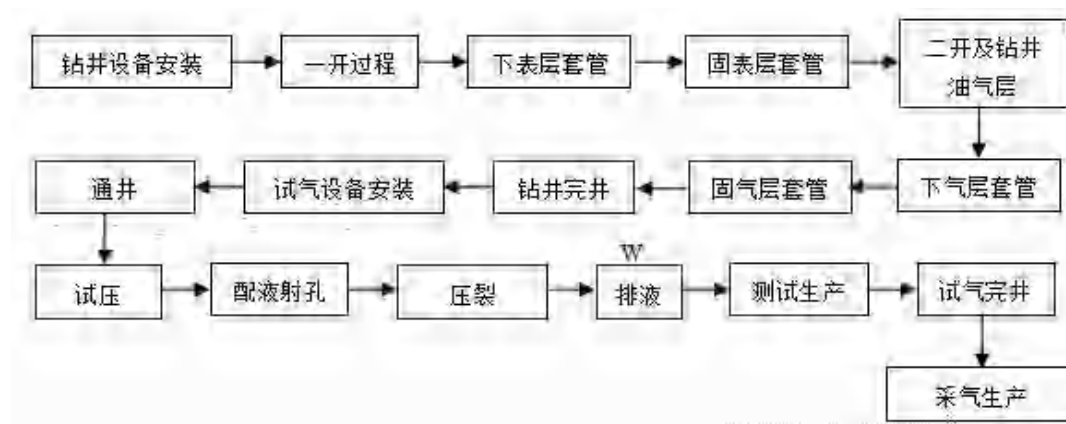 钻井设备安装
一开过程
下表层套管
固表层套管
二开及钻井
油气层
通井
试气设备安装
钻井完井
固气层套管
下气层套管
W
试压
配液射孔
压裂
排液
测试生产
试气完井
采气生产